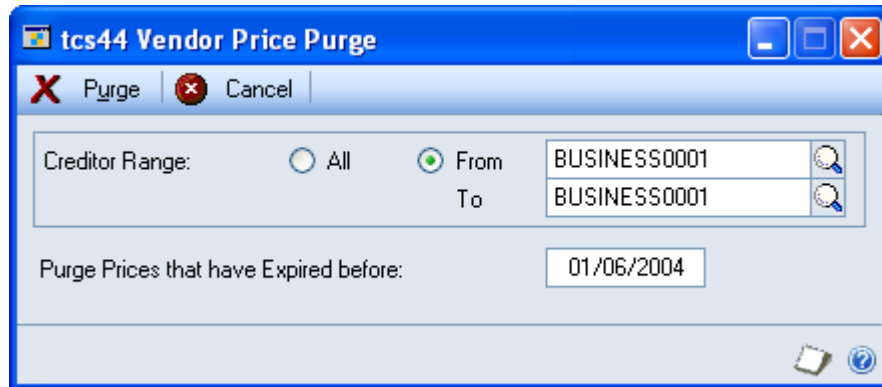 tcs44 Vendor Price Purge
Purge Cancel
Creditor Range: All From BUSINESS0001
To BUSINESS0001
Purge Prices that have Expired before: 01/06/2004